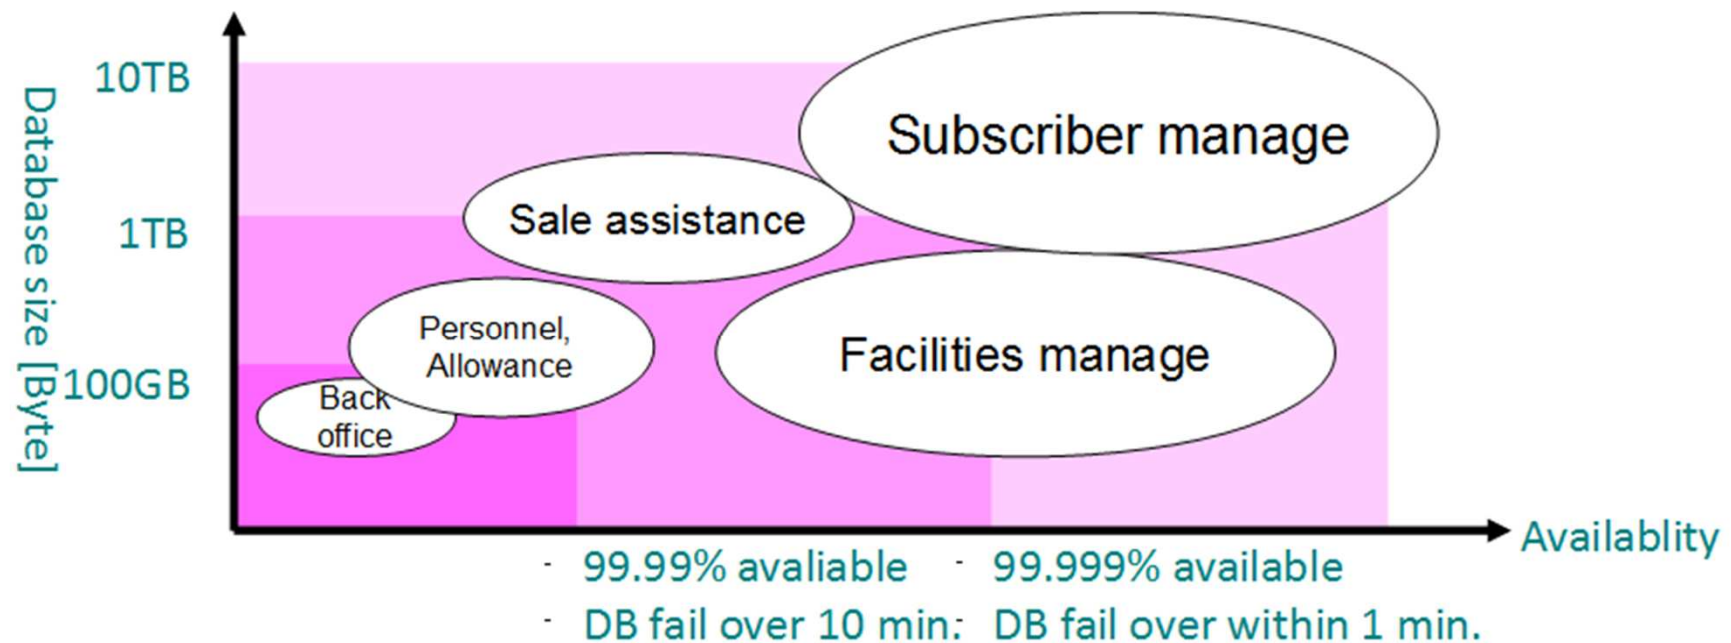 10TB
Subscriber manage
Sale assistance
1TB
Database size [Byte]
Personnel,
Allowance
Facilities manage
100GB
Back
office
Availablity
- 99.99% avaliable
- DB fail over 10 min.
- 99.999% available
- DB fail over within 1 min.